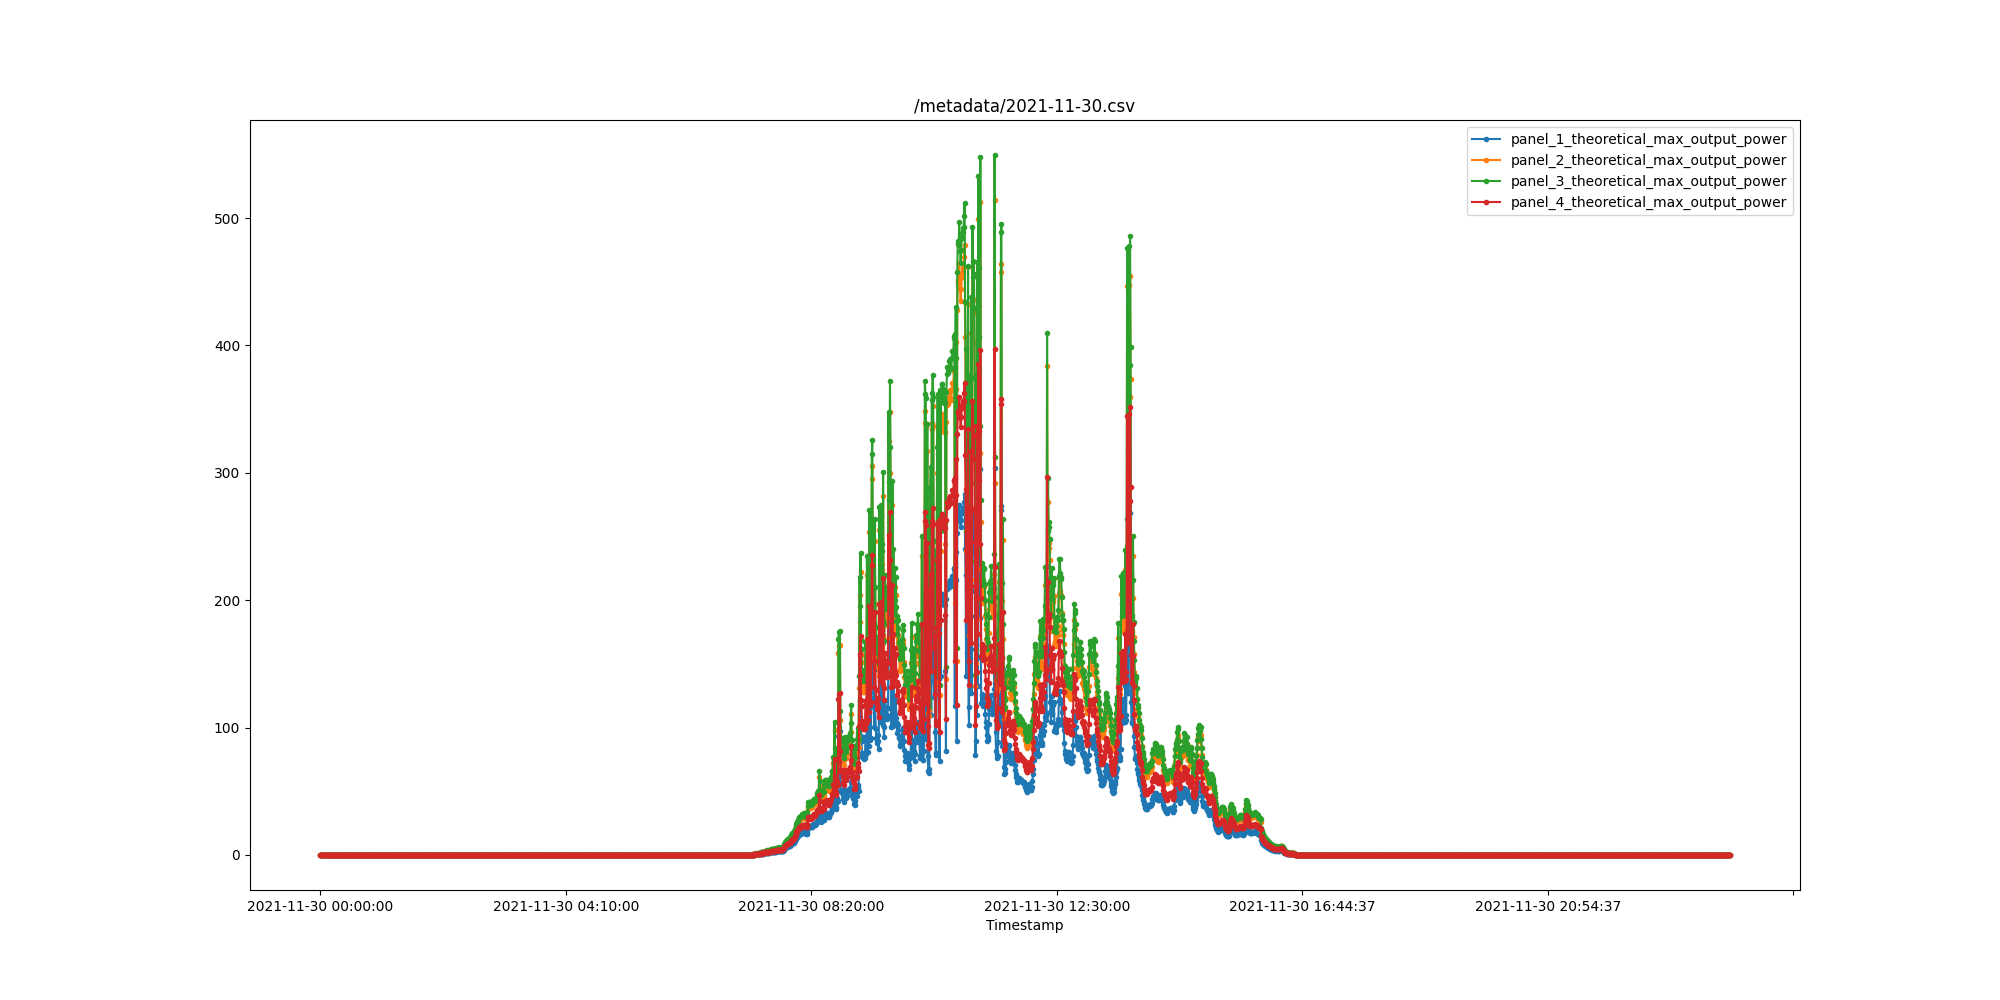 /metadata/2021-11-30.csv
panel_1_theoretical_max_output_power
panel_2_theoretical_max_output_power
panel_3_theoretical_max_output_power
panel_4_theoretical_max_output_power
500
400
300
200
100
0
2021-11-30 00:00:00 2021-11-30 04:10:00 2021-11-30 08:20:00 2021-11-30 12:30:00 2021-11-30 16:44:37 2021-11-30 20:54:37
Timestamp